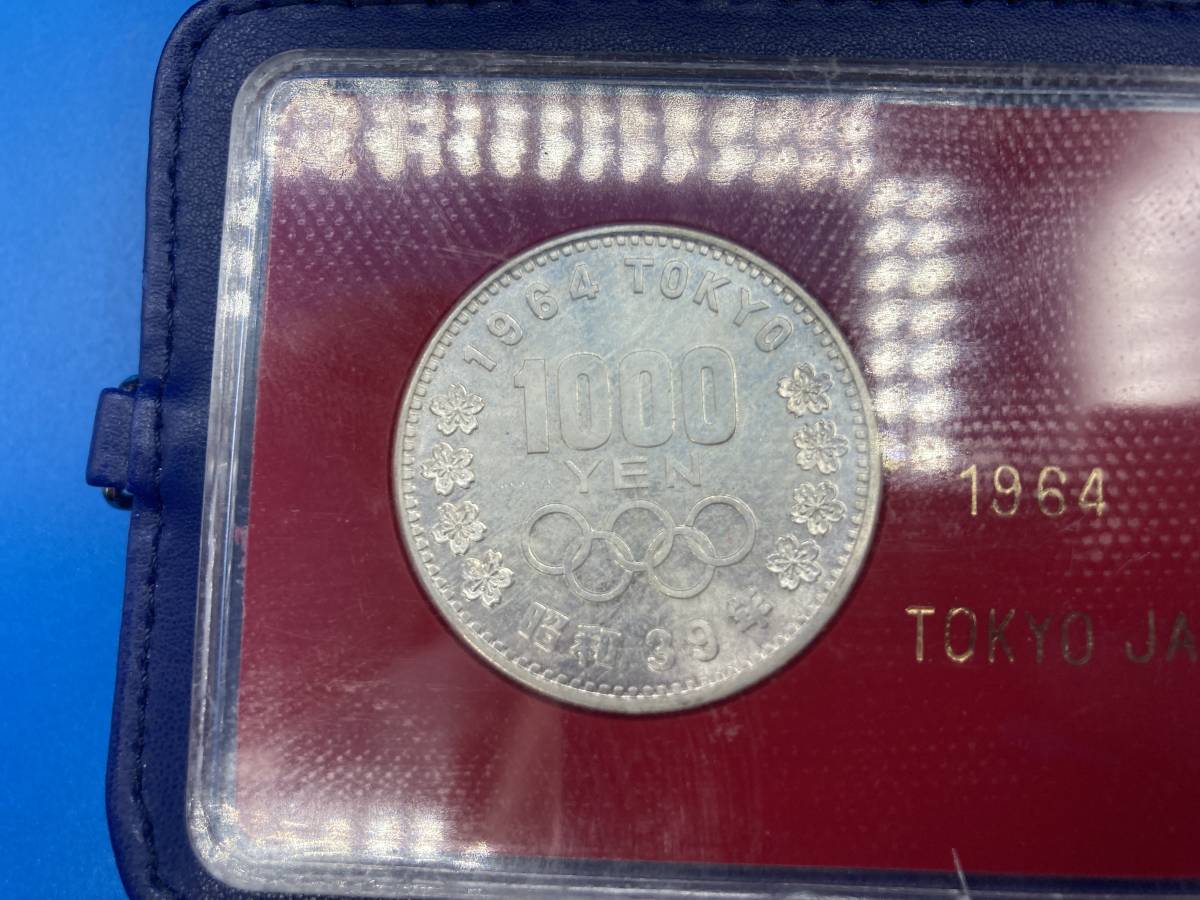 1964 TOKYO
1000
YEN
昭和 39年
1964
TOKYO JA